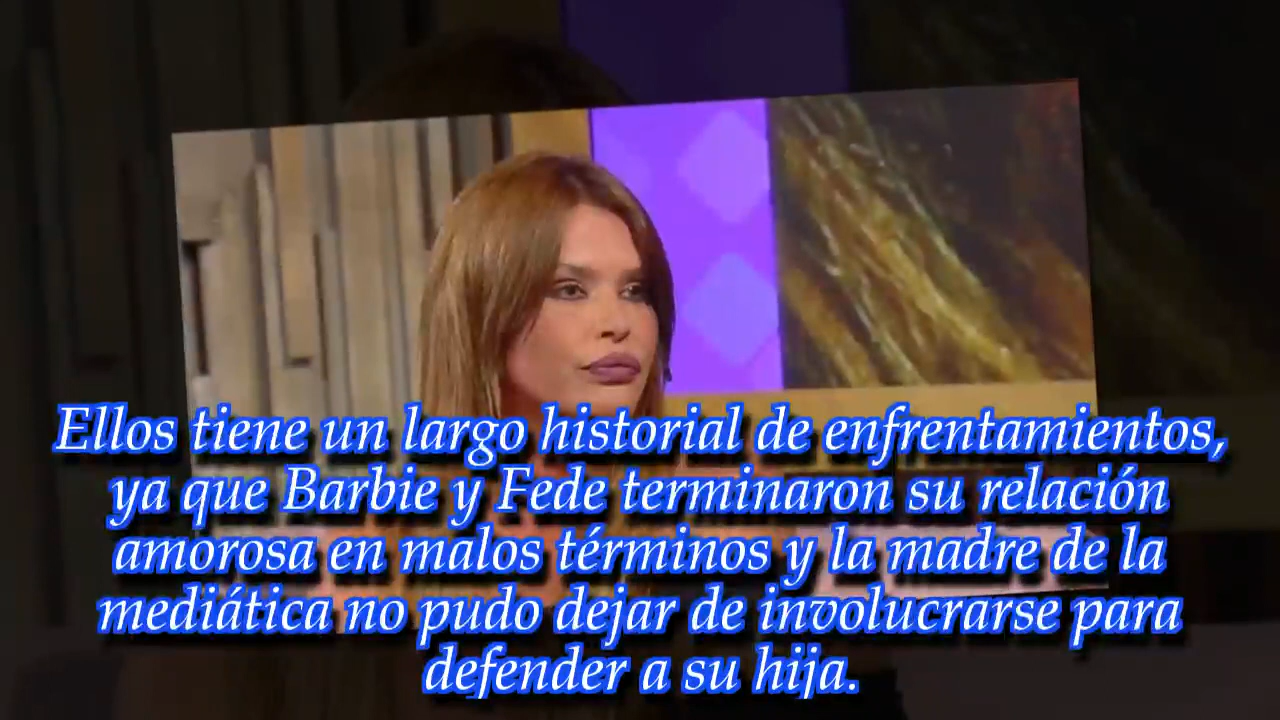 Ellos tiene un largo historial de enfrentamientos,
ya que Barbie y Fede terminaron su relación
amorosa en malos términos y la madre de la
mediática no pudo dejar de involucrarse para
defender a su hija.